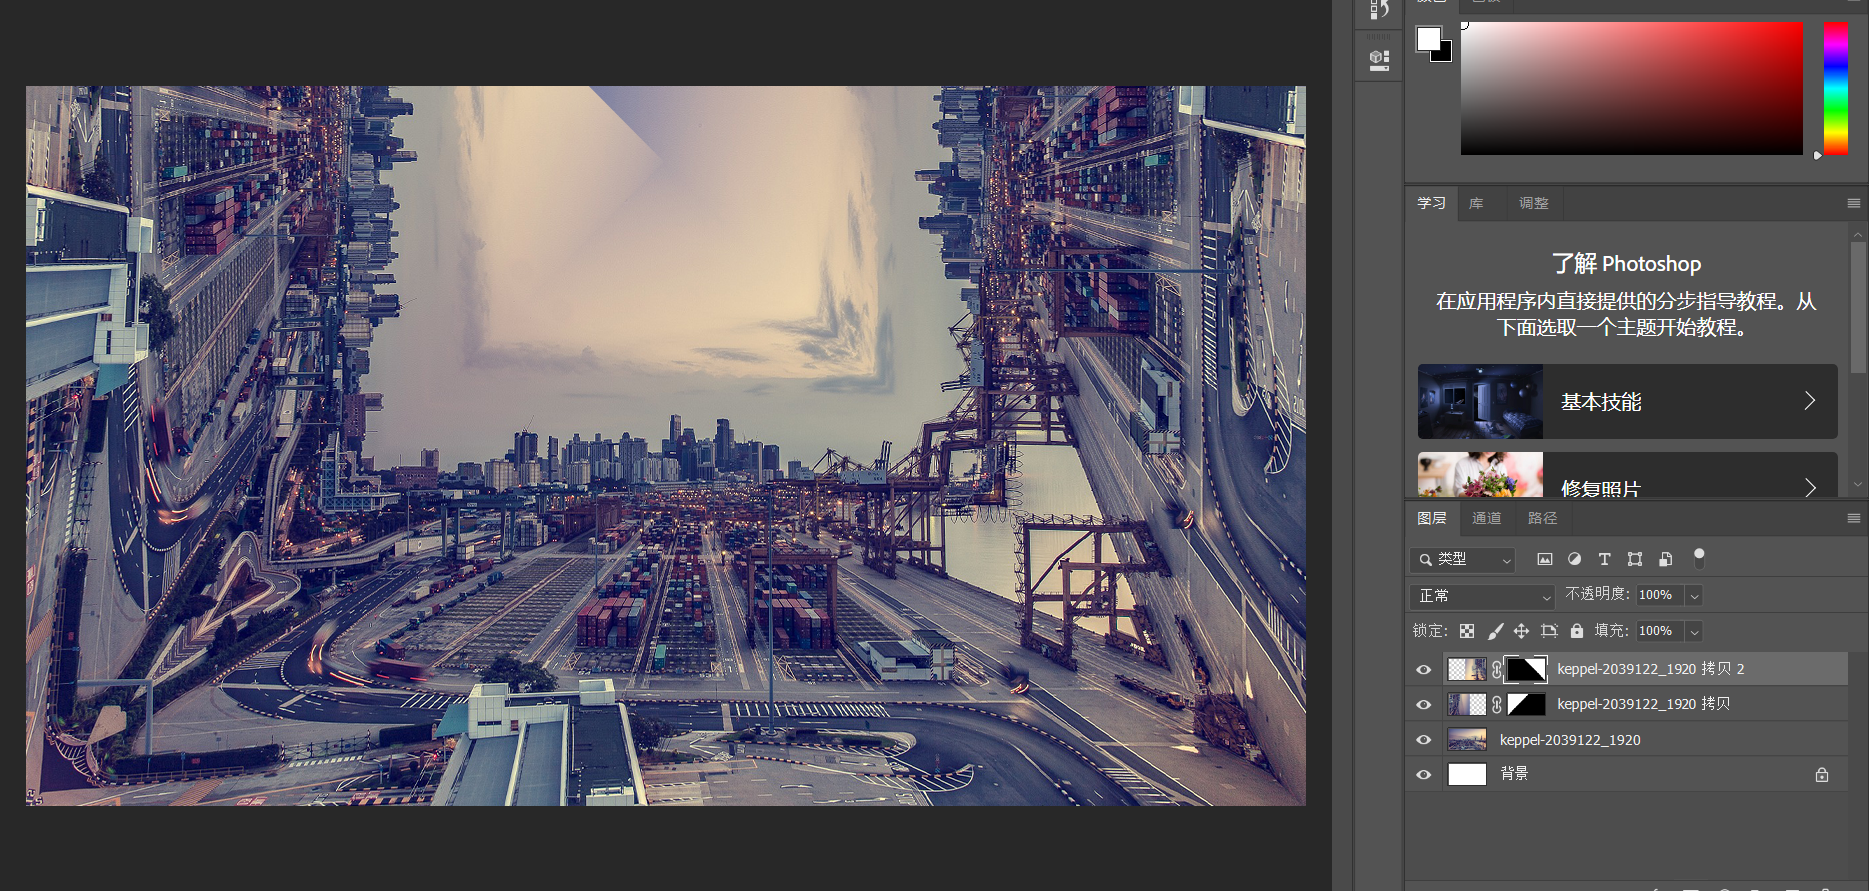 学习 库 调整
了解 Photoshop
在应用程序内直接提供的分步指导教程。从
下面选取一个主题开始教程。
基本技能
修复照片
图层 通道 路径
类型
正常 不透明度: 100%
锁定: 填充: 100%
keppel-2039122_1920 拷贝 2
keppel-2039122_1920 拷贝
keppel-2039122_1920
背景